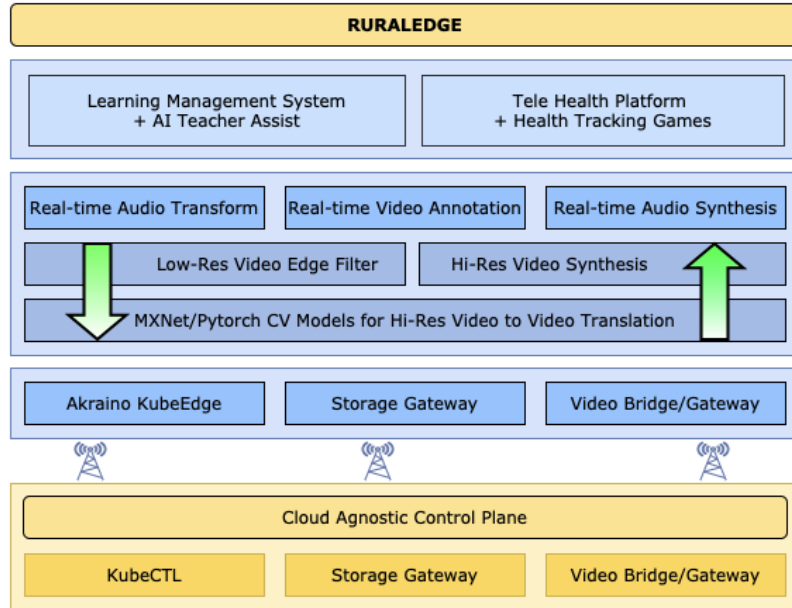 RURALEDGE
Learning Management System
+ AI Teacher Assist
Tele Health Platform
+ Health Tracking Games
Real-time Audio Transform
Real-time Video Annotation
Real-time Audio Synthesis
Low-Res Video Edge Filter
Hi-Res Video Synthesis
MXNet/Pytorch CV Models for Hi-Res Video to Video Translation
Akraino KubeEdge
Storage Gateway
Video Bridge/Gateway
Cloud Agnostic Control Plane
KubeCTL
Storage Gateway
Video Bridge/Gateway